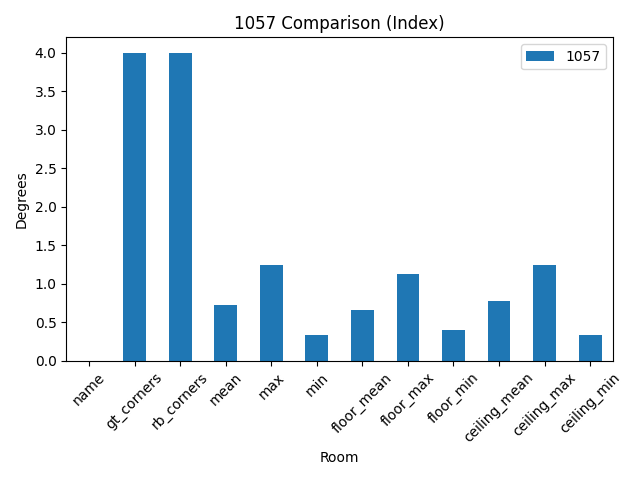 1057 Comparison (Index)
1057
Degrees
4.0
3.5
3.0
2.5
2.0
1.5
1.0
0.5
0.0
name
gt_corners
rb_corners
mean
max
min
floor_mean
floor_max
floor_min
ceiling_mean
ceiling_max
ceiling_min
Room